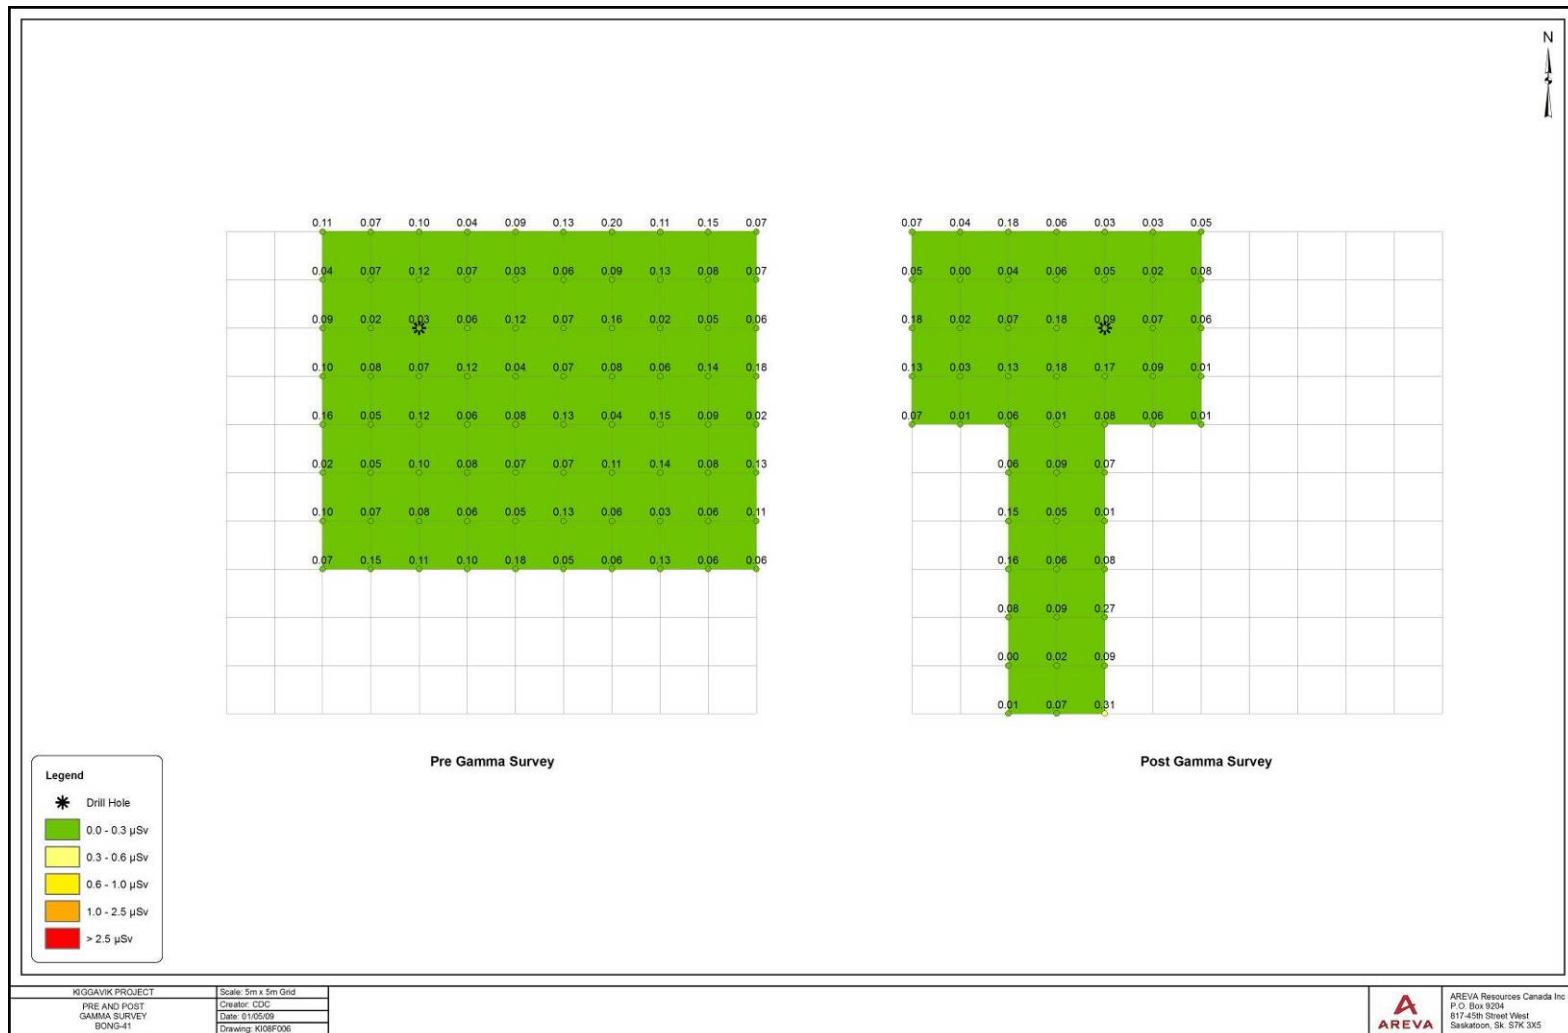 N
0.11 0.07 0.10 0.04 0.09 0.13 0.20 0.11 0.15 0.07
0.04 0.07 0.12 0.07 0.03 0.06 0.09 0.13 0.08 0.07
0.09 0.02 0.03 0.06 0.12 0.07 0.16 0.02 0.05 0.06
0.10 0.08 0.07 0.12 0.04 0.07 0.08 0.06 0.14 0.18
0.16 0.05 0.12 0.06 0.08 0.13 0.04 0.15 0.09 0.02
0.02 0.05 0.10 0.08 0.07 0.07 0.11 0.14 0.08 0.13
0.10 0.07 0.08 0.06 0.05 0.13 0.06 0.03 0.06 0.11
0.07 0.15 0.11 0.10 0.18 0.05 0.06 0.13 0.06 0.06
Pre Gamma Survey
0.07 0.04 0.18 0.06 0.03 0.03 0.05
0.05 0.00 0.04 0.06 0.05 0.02 0.08
0.18 0.02 0.07 0.18 0.09 0.07 0.06
0.13 0.03 0.13 0.18 0.17 0.09 0.01
0.07 0.01 0.06 0.01 0.08 0.06 0.01
0.06 0.09 0.07
0.15 0.05 0.01
0.16 0.06 0.08
0.08 0.09 0.27
0.00 0.02 0.09
0.01 0.07 0.31
Post Gamma Survey
Legend
Drill Hole
0.0 - 0.3 µSv
0.3 - 0.6 µSv
0.6 - 1.0 µSv
1.0 - 2.5 µSv
> 2.5 µSv
KIGGAVIK PROJECT
PRE AND POST
GAMMA SURVEY
BONG-41
Scale: 5m x 5m Grid
Creator: CDC
Date: 01/05/09
Drawing: KI08F006
AREVA
AREVA Resources Canada Inc
P.O. Box 9204
817-45th Street West
Saskatoon, Sk. S7K 3X5